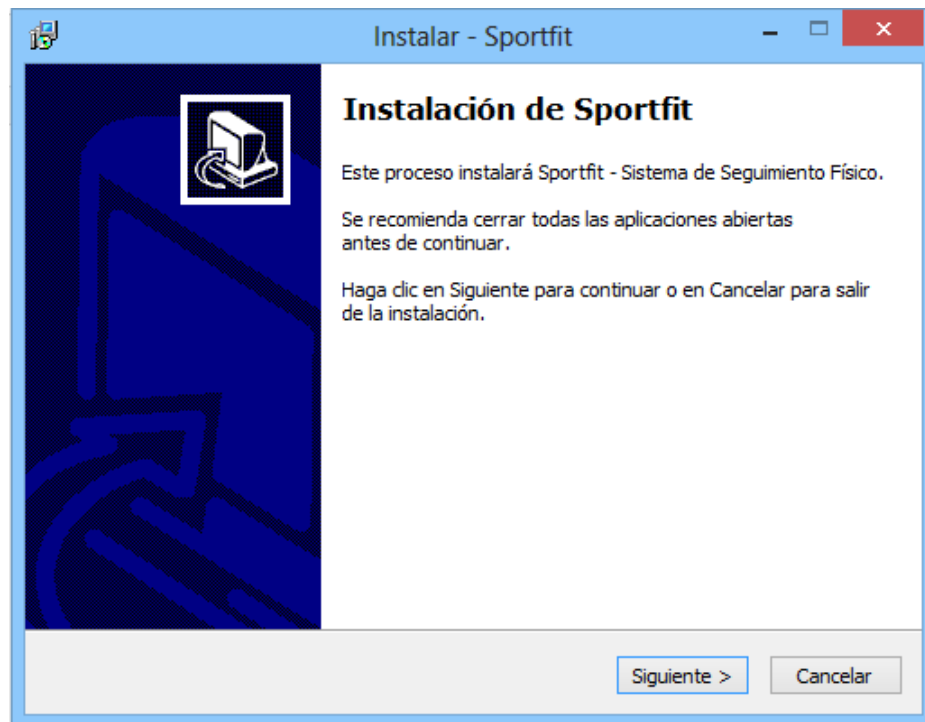 Instalar - Sportfit
Instalación de Sportfit
Este proceso instalará Sportfit - Sistema de Seguimiento Físico.
Se recomienda cerrar todas las aplicaciones abiertas
antes de continuar.
Haga clic en Siguiente para continuar o en Cancelar para salir
de la instalación.
Siguiente >
Cancelar